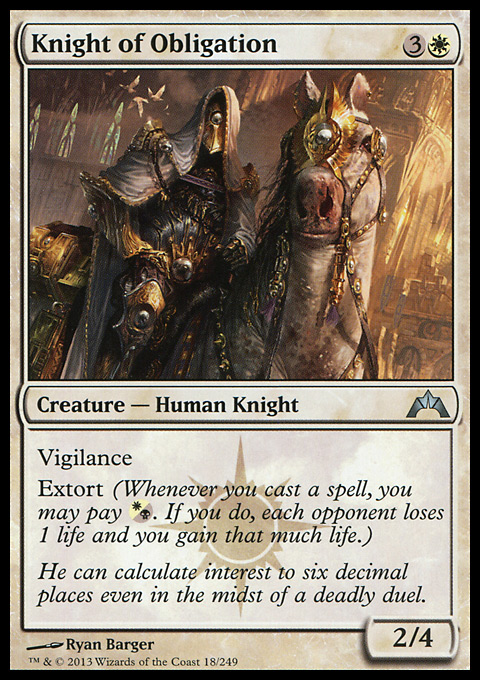 Knight of Obligation 3
Creature — Human Knight
Vigilance
Extort (Whenever you cast a spell, you
may pay . If you do, each opponent loses
1 life and you gain that much life.)
He can calculate interest to six decimal
places even in the midst of a deadly duel.
2/4
Ryan Barger
™ & © 2013 Wizards of the Coast 18/249